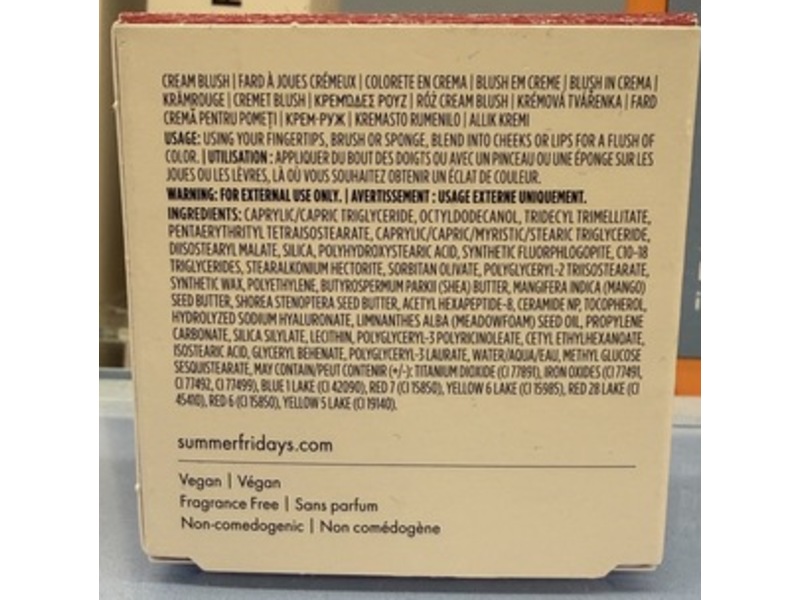 CREAM BLUSH | FARD À JOUES CRÉMEUX | COLORETE EN CREMA | BLUSH EM CREME | BLUSH IN CREMA |
KRÄMROUGE | CREMET BLUSH | ΚΡΕΜΩΔΕΣ ΡΟΥΖ | RÓŻ CREAM BLUSH | KRÉMOVÁ TVÁŘENKA | FARD
CREMĂ PENTRU POMEȚI | КРЕМ-РУЖ | KREMASTO RUMENILO | ALLIK KREMI
USAGE: USING YOUR FINGERTIPS, BRUSH OR SPONGE, BLEND INTO CHEEKS OR LIPS FOR A FLUSH OF
COLOR. | UTILISATION : APPLIQUER DU BOUT DES DOIGTS OU AVEC UN PINCEAU OU UNE ÉPONGE SUR LES
JOUES OU LES LÈVRES, LÀ OÙ VOUS SOUHAITEZ OBTENIR UN ÉCLAT DE COULEUR.
WARNING: FOR EXTERNAL USE ONLY. | AVERTISSEMENT : USAGE EXTERNE UNIQUEMENT.
INGREDIENTS: CAPRYLIC/CAPRIC TRIGLYCERIDE, OCTYLDODECANOL, TRIDECYL TRIMELLITATE,
PENTAERYTHRITYL TETRAISOSTEARATE, CAPRYLIC/CAPRIC/MYRISTIC/STEARIC TRIGLYCERIDE,
DIISOSTEARYL MALATE, SILICA, POLYHYDROXYSTEARIC ACID, SYNTHETIC FLUORPHLOGOPITE, C10-18
TRIGLYCERIDES, STEARALKONIUM HECTORITE, SORBITAN OLIVATE, POLYGLYCERYL-2 TRIISOSTEARATE,
SYNTHETIC WAX, POLYETHYLENE, BUTYROSPERMUM PARKII (SHEA) BUTTER, MANGIFERA INDICA (MANGO)
SEED BUTTER, SHOREA STENOPTERA SEED BUTTER, ACETYL HEXAPEPTIDE-8, CERAMIDE NP, TOCOPHEROL,
HYDROLYZED SODIUM HYALURONATE, LIMNANTHES ALBA (MEADOWFOAM) SEED OIL, PROPYLENE
CARBONATE, SILICA SILYLATE, LECITHIN, POLYGLYCERYL-3 POLYRICINOLEATE, CETYL ETHYLHEXANOATE,
ISOSTEARIC ACID, GLYCERYL BEHENATE, POLYGLYCERYL-3 LAURATE, WATER/AQUA/EAU, METHYL GLUCOSE
SESQUISTEARATE, MAY CONTAIN/PEUT CONTENIR (+/-): TITANIUM DIOXIDE (CI 77891), IRON OXIDES (CI 77491,
CI 77492, CI 77499), BLUE 1 LAKE (CI 42090), RED 7 (CI 15850), YELLOW 6 LAKE (CI 15985), RED 28 LAKE (CI
45410), RED 6 (CI 15850), YELLOW 5 LAKE (CI 19140).
summerfridays.com
Vegan | Végan
Fragrance Free | Sans parfum
Non-comedogenic | Non comédogène